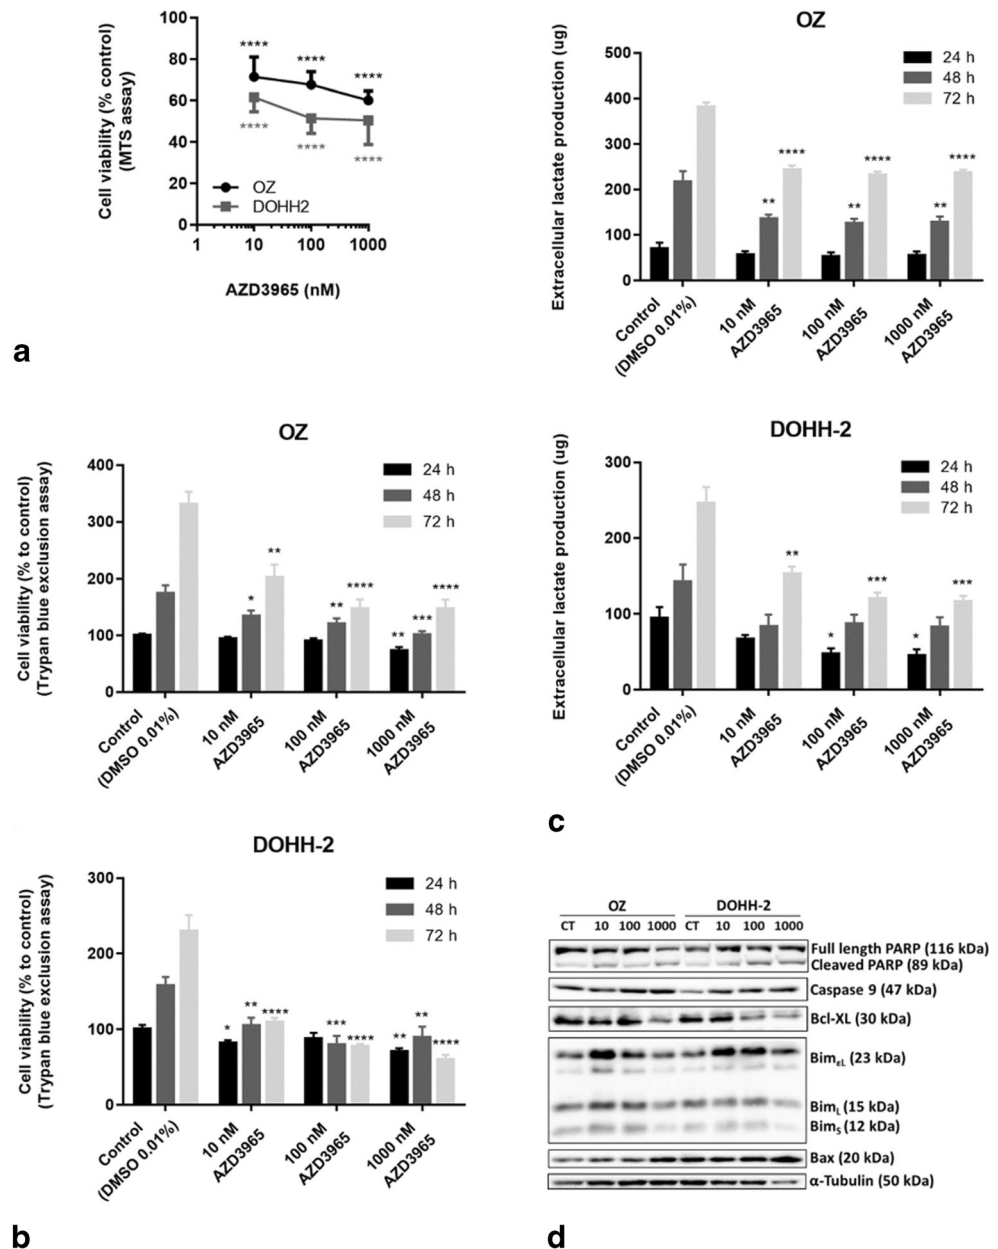 Cell viability (% control)
(MTS assay)
100
80
60
40
20
0
****
****
****
****
****
****
OZ
DOHH2
1
10
100
1000
AZD3965 (nM)
a
OZ
Extracellular lactate production (ug)
500
400
300
200
100
0
24 h
48 h
72 h
**
****
**
****
**
****
Control
(DMSO 0.01%)
10 nM
AZD3965
100 nM
AZD3965
1000 nM
AZD3965
OZ
Cell viability (% to control)
(Trypan blue exclusion assay)
400
300
200
100
0
24 h
48 h
72 h
*
**
**
****
**
***
****
Control
(DMSO 0.01%)
10 nM
AZD3965
100 nM
AZD3965
1000 nM
AZD3965
DOHH-2
Extracellular lactate production (ug)
300
200
100
0
24 h
48 h
72 h
**
*
***
*
***
Control
(DMSO 0.01%)
10 nM
AZD3965
100 nM
AZD3965
1000 nM
AZD3965
c
DOHH-2
Cell viability (% to control)
(Trypan blue exclusion assay)
300
200
100
0
24 h
48 h
72 h
*
**
****
***
****
**
**
****
Control
(DMSO 0.01%)
10 nM
AZD3965
100 nM
AZD3965
1000 nM
AZD3965
b
OZ DOHH-2
CT 10 100 1000 CT 10 100 1000
Full length PARP (116 kDa)
Cleaved PARP (89 kDa)
Caspase 9 (47 kDa)
Bcl-XL (30 kDa)
BimεL (23 kDa)
BimL (15 kDa)
BimS (12 kDa)
Bax (20 kDa)
α-Tubulin (50 kDa)
d